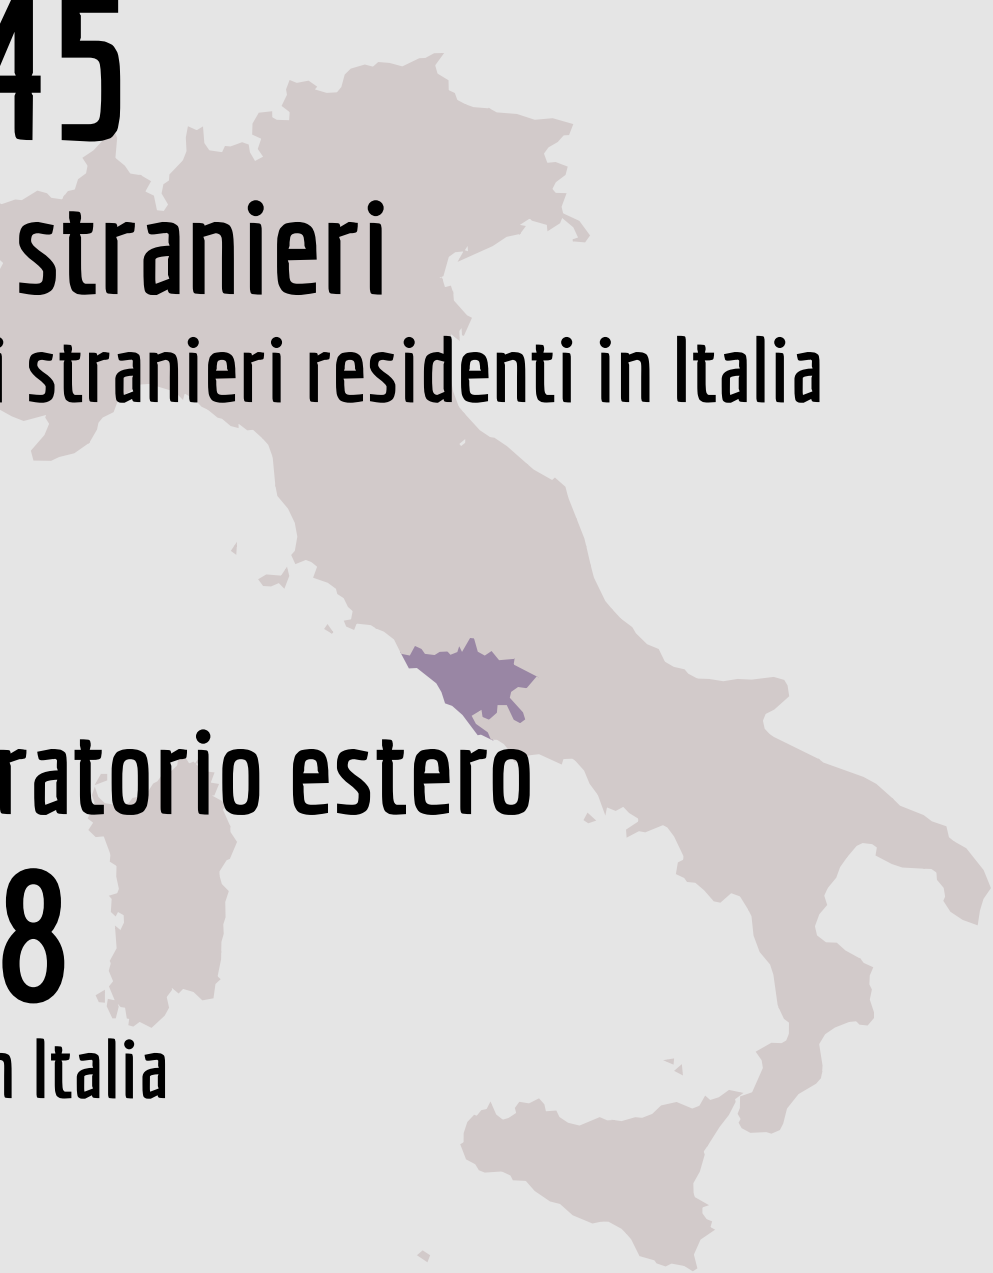 45
stranieri
i stranieri residenti in Italia
ratorio estero
8
n Italia